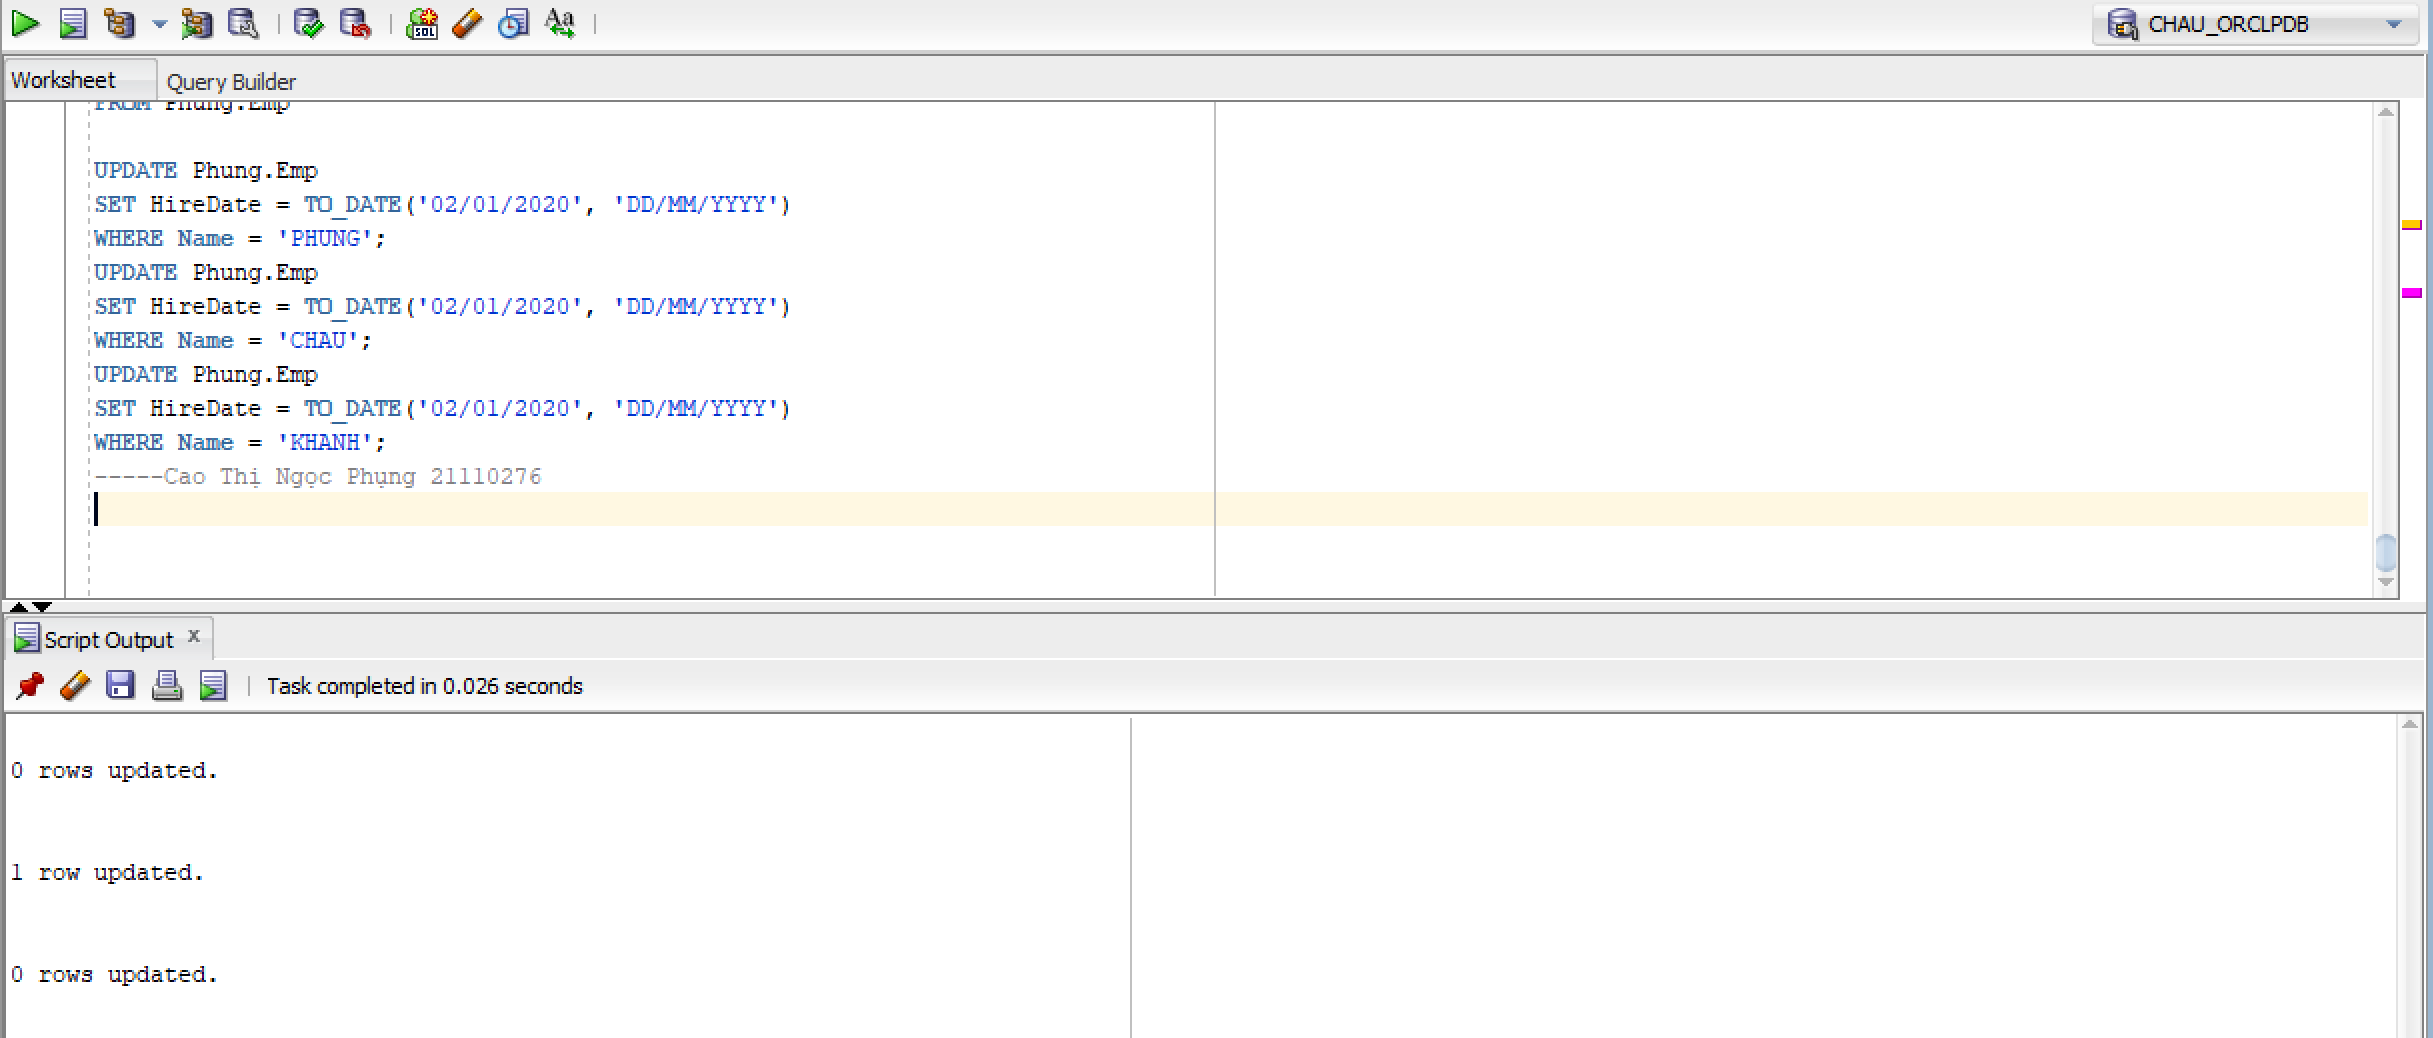 CHAU_ORCLPDB
Worksheet
Query Builder
FROM Phung.Emp
UPDATE Phung.Emp
SET HireDate = TO_DATE('02/01/2020', 'DD/MM/YYYY')
WHERE Name = 'PHUNG';
UPDATE Phung.Emp
SET HireDate = TO_DATE('02/01/2020', 'DD/MM/YYYY')
WHERE Name = 'CHAU';
UPDATE Phung.Emp
SET HireDate = TO_DATE('02/01/2020', 'DD/MM/YYYY')
WHERE Name = 'KHANH';
-----Cao Thị Ngọc Phụng 21110276
Script Output x
Task completed in 0.026 seconds
0 rows updated.
1 row updated.
0 rows updated.